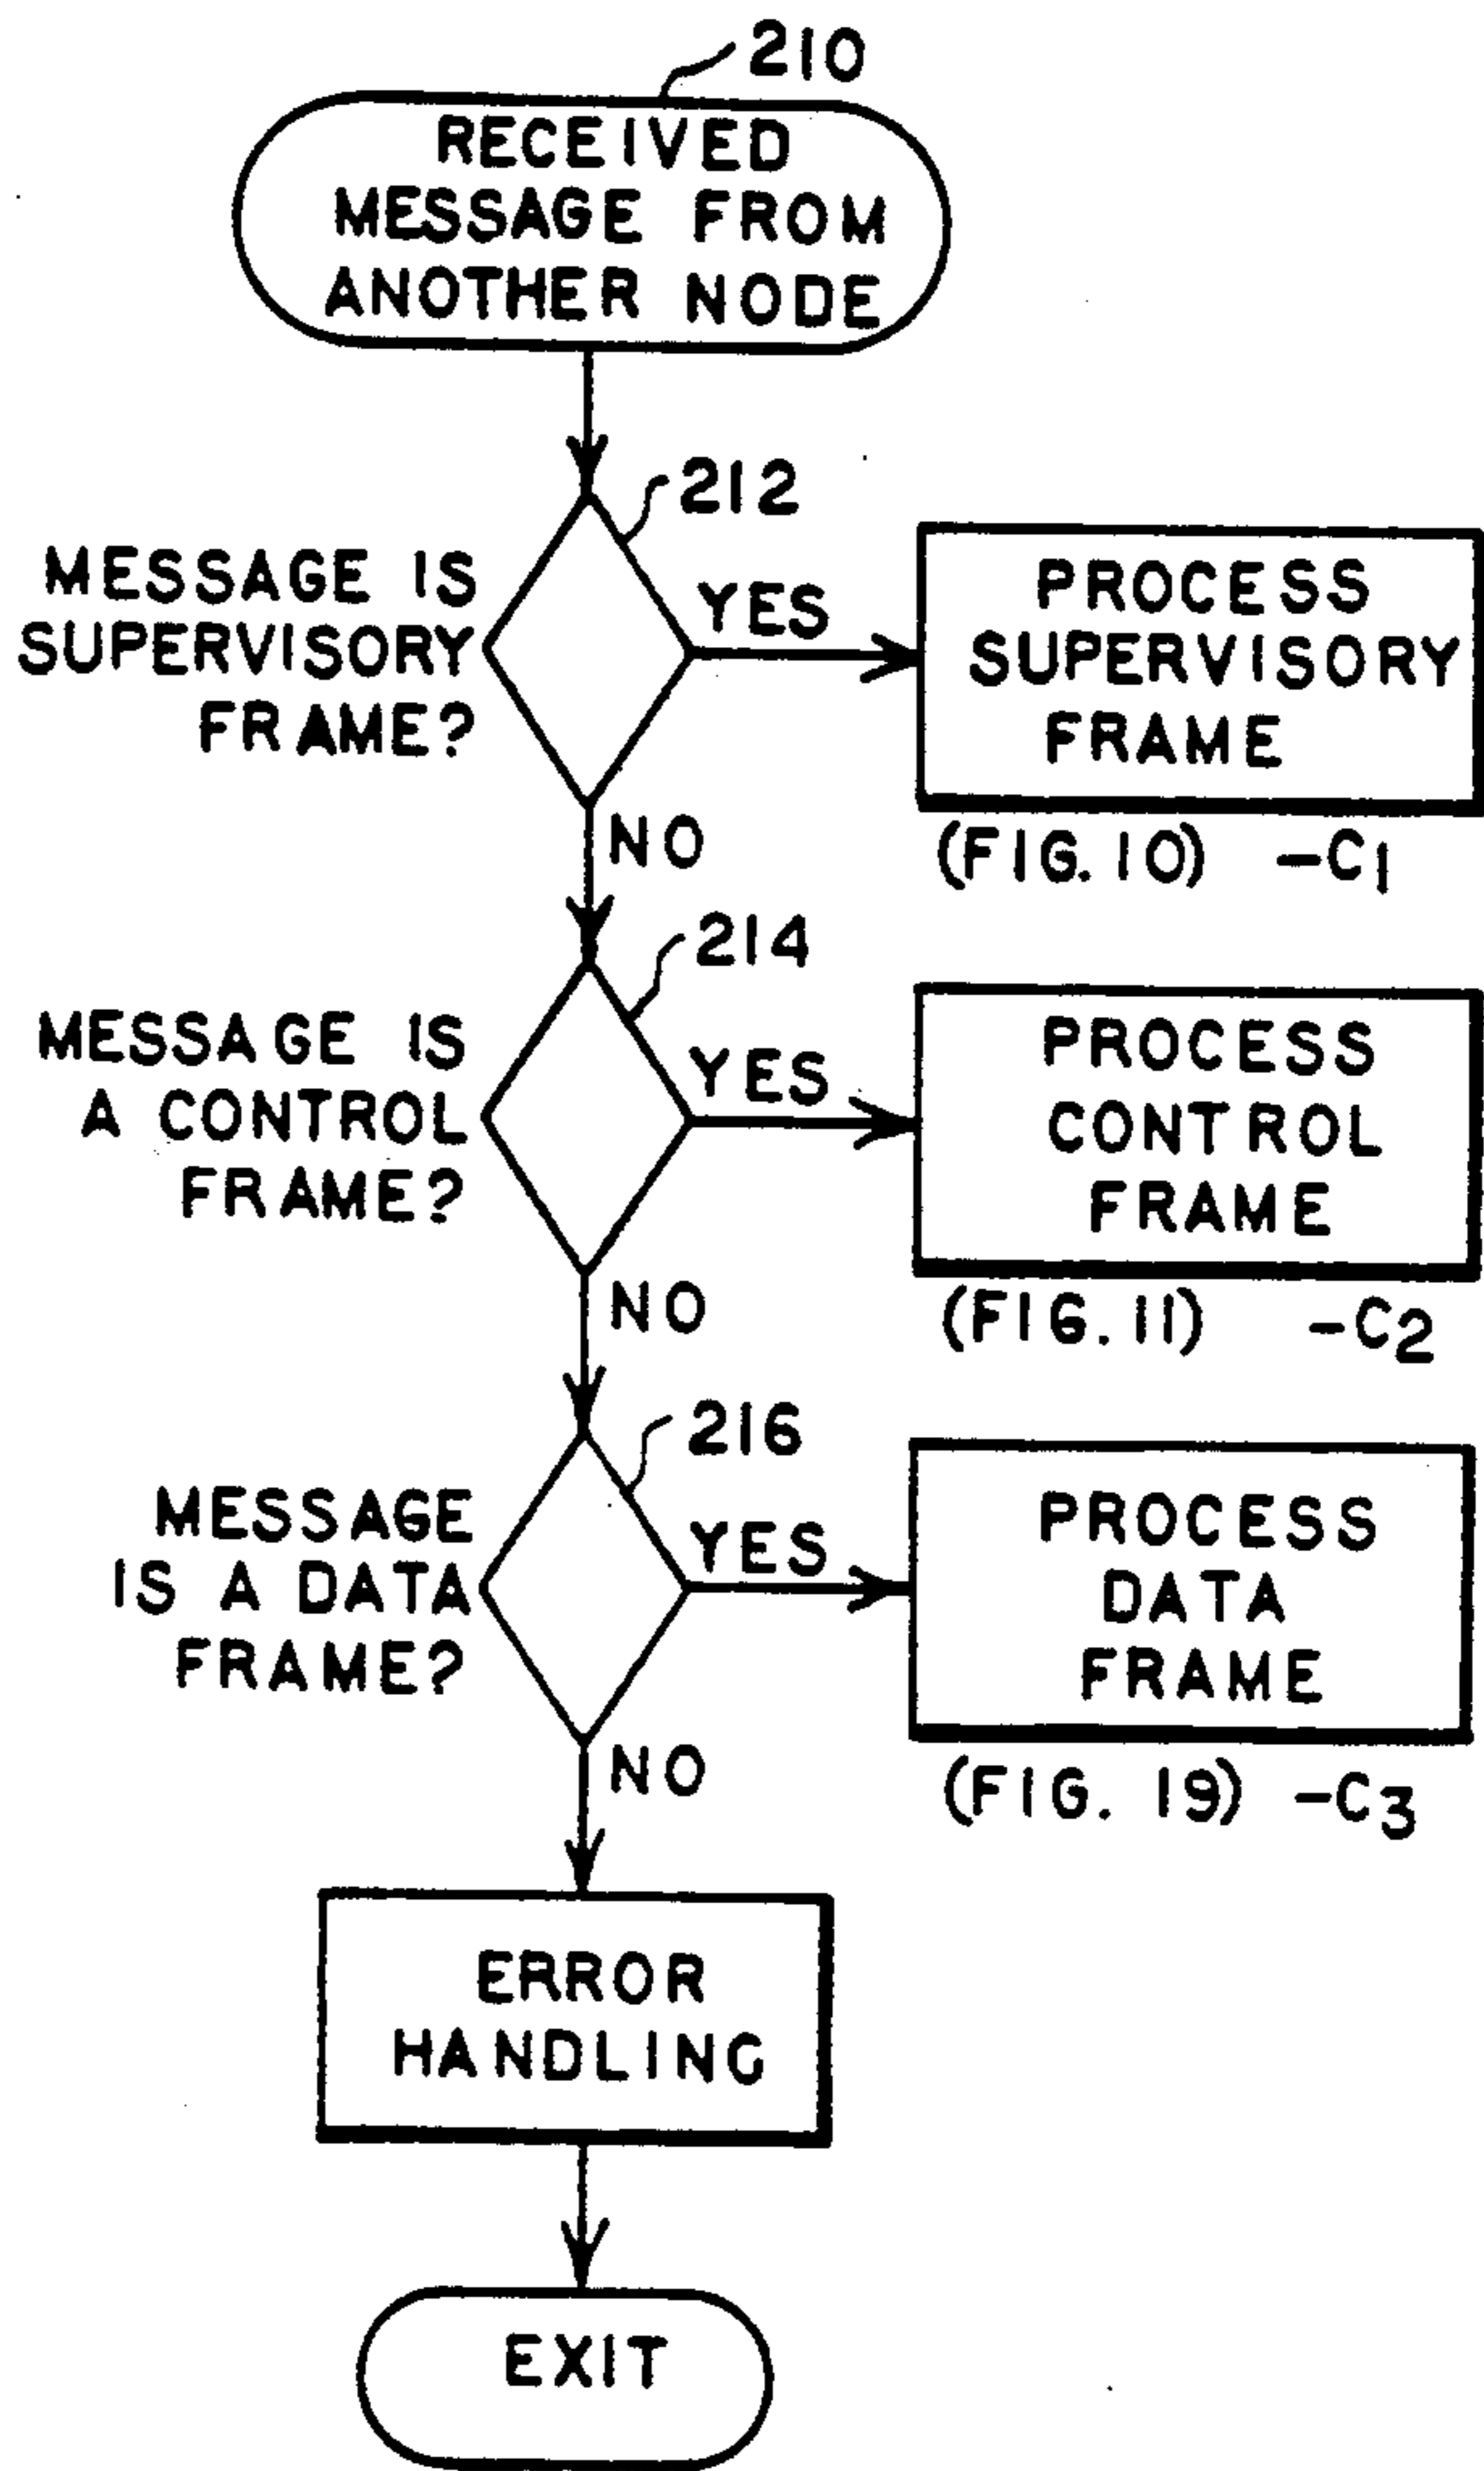 210
RECEIVED
MESSAGE FROM
ANOTHER NODE
212
MESSAGE IS
SUPERVISORY
FRAME?
YES
PROCESS
SUPERVISORY
FRAME
(FIG. 10) -C1
NO
214
MESSAGE IS
A CONTROL
FRAME?
YES
PROCESS
CONTROL
FRAME
(FIG. 11) -C2
NO
216
MESSAGE
IS A DATA
FRAME?
YES
PROCESS
DATA
FRAME
(FIG. 19) -C3
NO
ERROR
HANDLING
EXIT